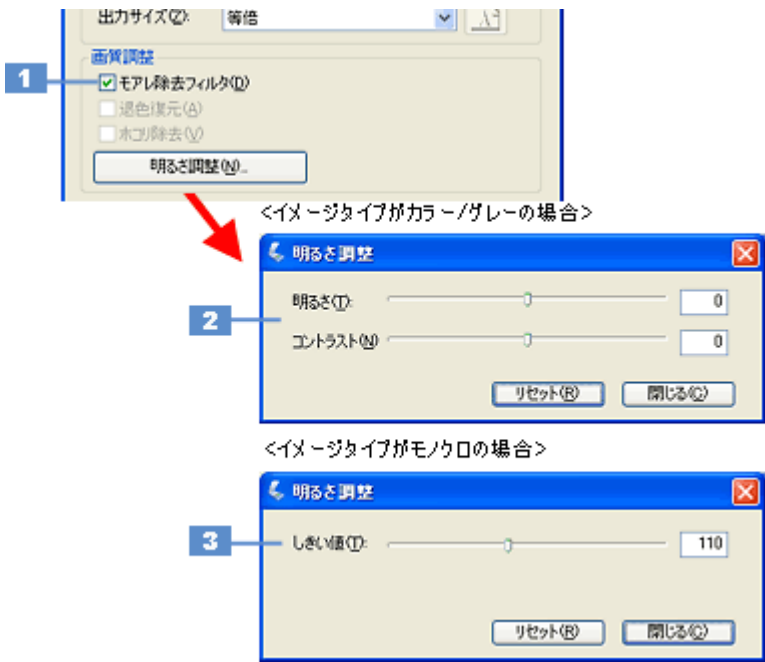 出力サイズ(Z): 等倍
画質調整
1 モアレ除去フィルタ(D)
退色復元(A)
ホコリ除去(V)
明るさ調整(N)...
<イメージタイプがカラー/グレーの場合>
明るさ調整
明るさ(T): 0
2
コントラスト(N) 0
リセット(R) 閉じる(C)
<イメージタイプがモノクロの場合>
明るさ調整
3 しきい値(T): 110
リセット(R) 閉じる(C)